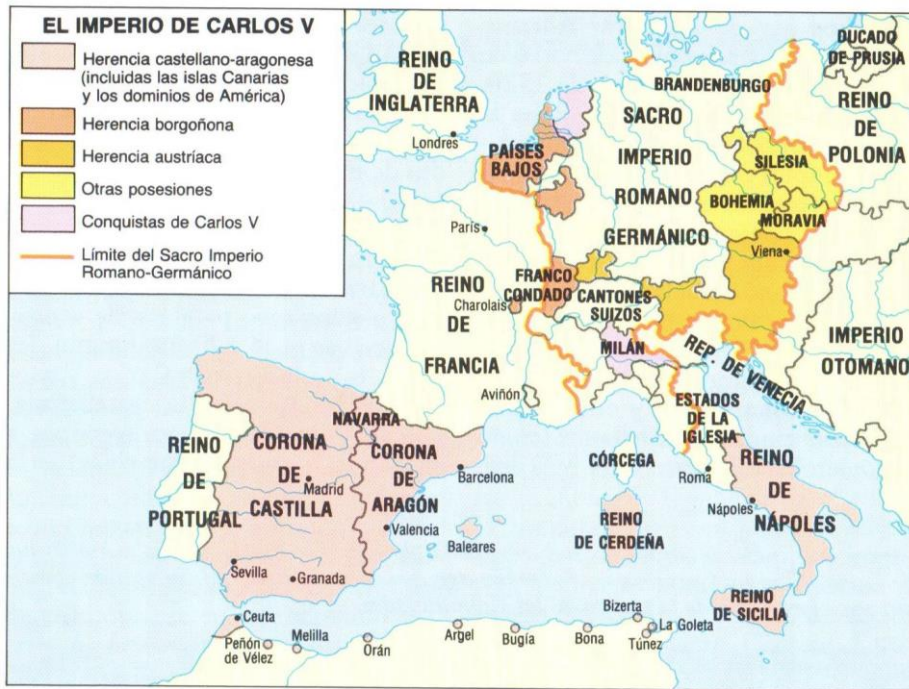 EL IMPERIO DE CARLOS V
Herencia castellano-aragonesa
(incluidas las islas Canarias
y los dominios de América)
Herencia borgoñona
Herencia austríaca
Otras posesiones
Conquistas de Carlos V
Límite del Sacro Imperio
Romano-Germánico
REINO
DE
INGLATERRA
Londres
PAÍSES
BAJOS
BRANDENBURGO
DUCADO
DE PRUSIA
REINO
DE
POLONIA
SACRO
IMPERIO
ROMANO
GERMÁNICO
SILESIA
BOHEMIA
MORAVIA
Viena
París
REINO
DE
FRANCIA
Charolais
FRANCO
CONDADO
CANTONES
SUIZOS
MILÁN
REP. DE VENECIA
IMPERIO
OTOMANO
Aviñón
ESTADOS
DE LA
IGLESIA
CÓRCEGA
Roma
NAVARRA
REINO
DE
PORTUGAL
CORONA
DE
CASTILLA
Madrid
CORONA
DE
ARAGÓN
Barcelona
Valencia
Baleares
Sevilla
Granada
REINO
DE CERDEÑA
Nápoles
REINO
DE
NÁPOLES
REINO
DE SICILIA
Ceuta
Peñón
de Vélez
Melilla
Orán
Argel
Bugía
Bona
Bizerta
La Goleta
Túnez